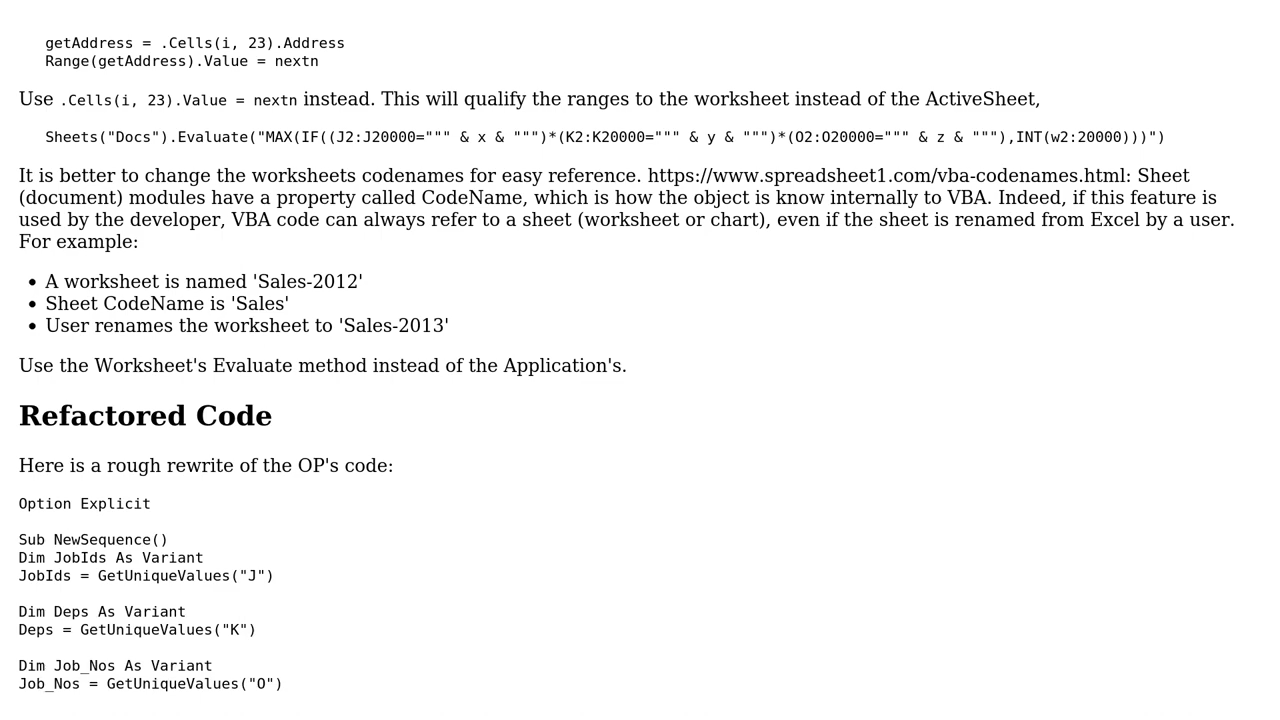 getAddress = .Cells(i, 23).Address
Range(getAddress).Value = nextn
Use .Cells(i, 23).Value = nextn instead. This will qualify the ranges to the worksheet instead of the ActiveSheet,
Sheets("Docs").Evaluate("MAX(IF((J2:J20000=""" & x & """)*(K2:K20000=""" & y & """)*(O2:O20000=""" & z & """),INT(w2:20000)))")
It is better to change the worksheets codenames for easy reference. https://www.spreadsheet1.com/vba-codenames.html: Sheet
(document) modules have a property called CodeName, which is how the object is know internally to VBA. Indeed, if this feature is
used by the developer, VBA code can always refer to a sheet (worksheet or chart), even if the sheet is renamed from Excel by a user.
For example:
• A worksheet is named 'Sales-2012'
• Sheet CodeName is 'Sales'
• User renames the worksheet to 'Sales-2013'
Use the Worksheet's Evaluate method instead of the Application's.
Refactored Code
Here is a rough rewrite of the OP's code:
Option Explicit
Sub NewSequence()
Dim JobIds As Variant
JobIds = GetUniqueValues("J")
Dim Deps As Variant
Deps = GetUniqueValues("K")
Dim Job_Nos As Variant
Job_Nos = GetUniqueValues("O")